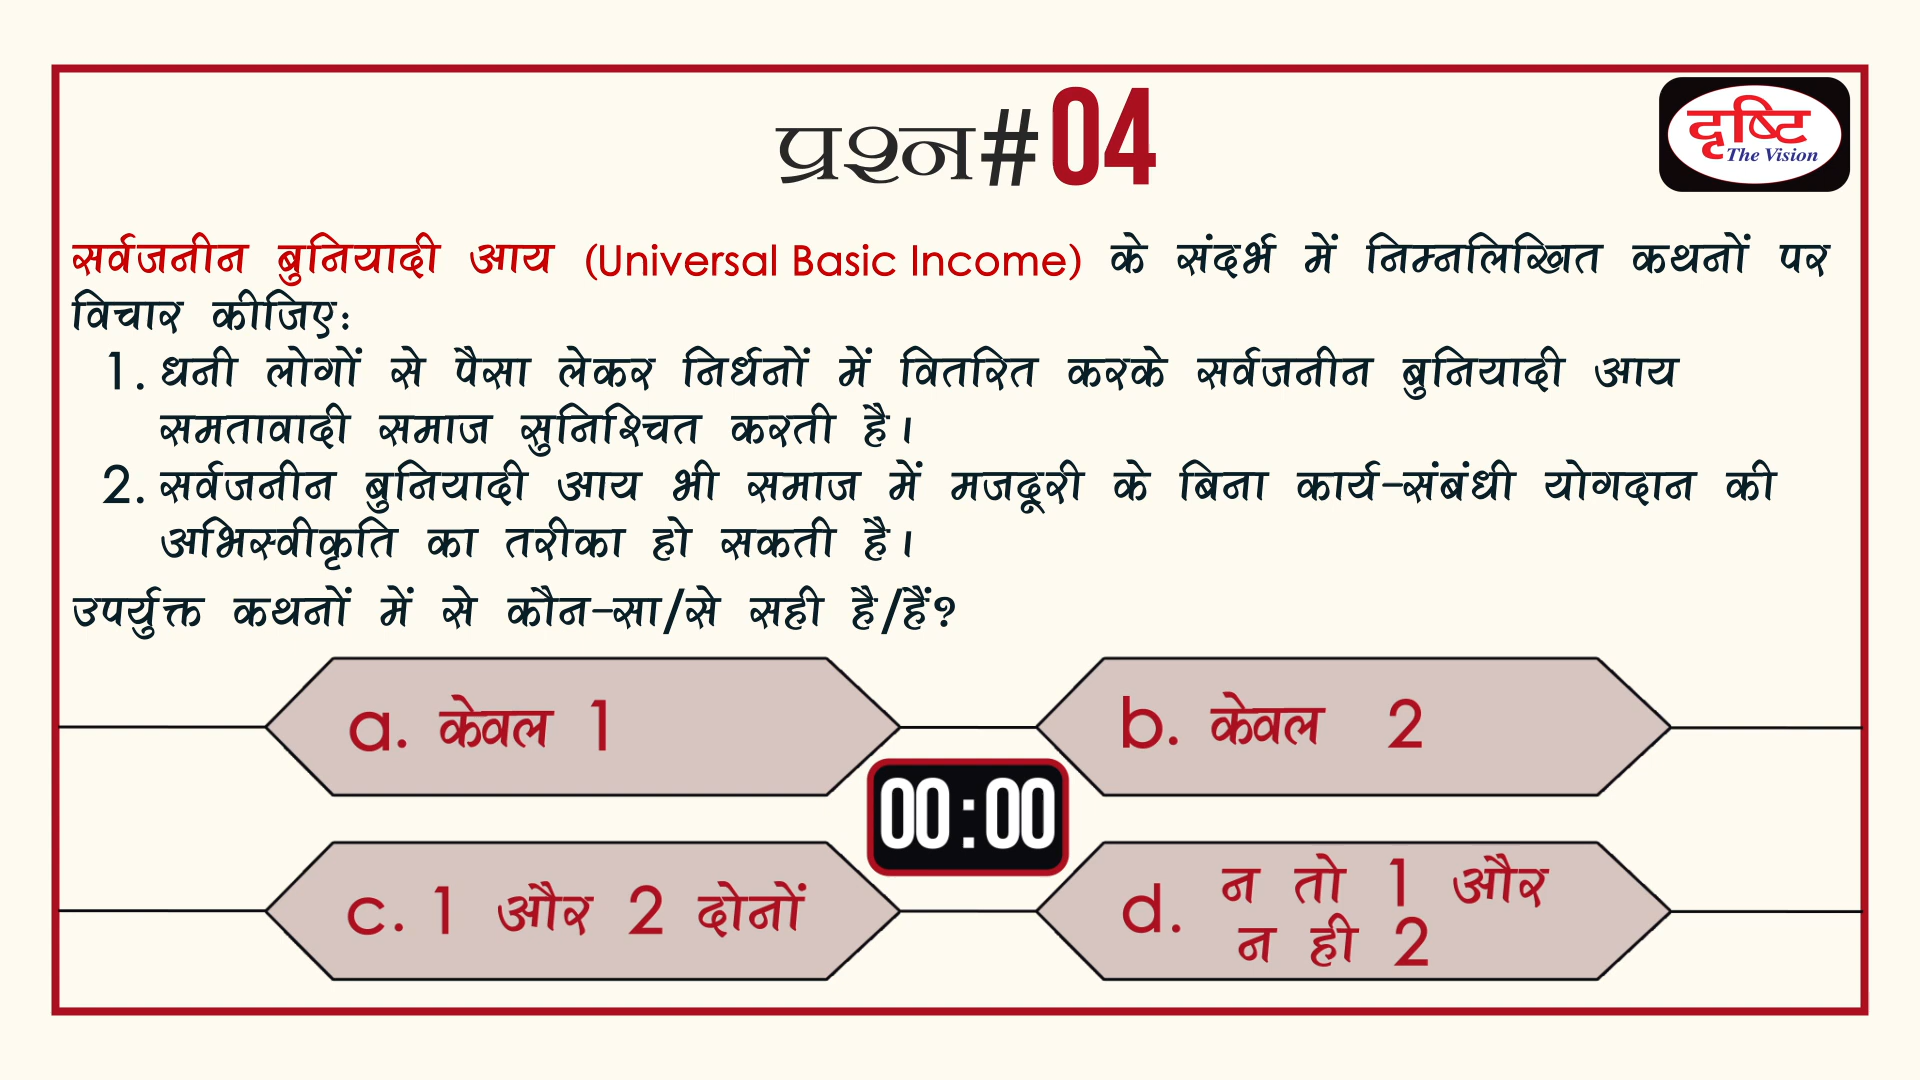 प्रश्न#04
दृष्टि
The Vision
सर्वजनीन बुनियादी आय (Universal Basic Income) के संदर्भ में निम्नलिखित कथनों पर
विचार कीजिए:
1. धनी लोगों से पैसा लेकर निर्धनों में वितरित करके सर्वजनीन बुनियादी आय
समतावादी समाज सुनिश्चित करती है।
2. सर्वजनीन बुनियादी आय भी समाज में मजदूरी के बिना कार्य-संबंधी योगदान की
अभिस्वीकृति का तरीका हो सकती है।
उपर्युक्त कथनों में से कौन-सा/से सही है/हैं?
a. केवल 1
b. केवल 2
00:00
c. 1 और 2 दोनों
d. न तो 1 और
न ही 2